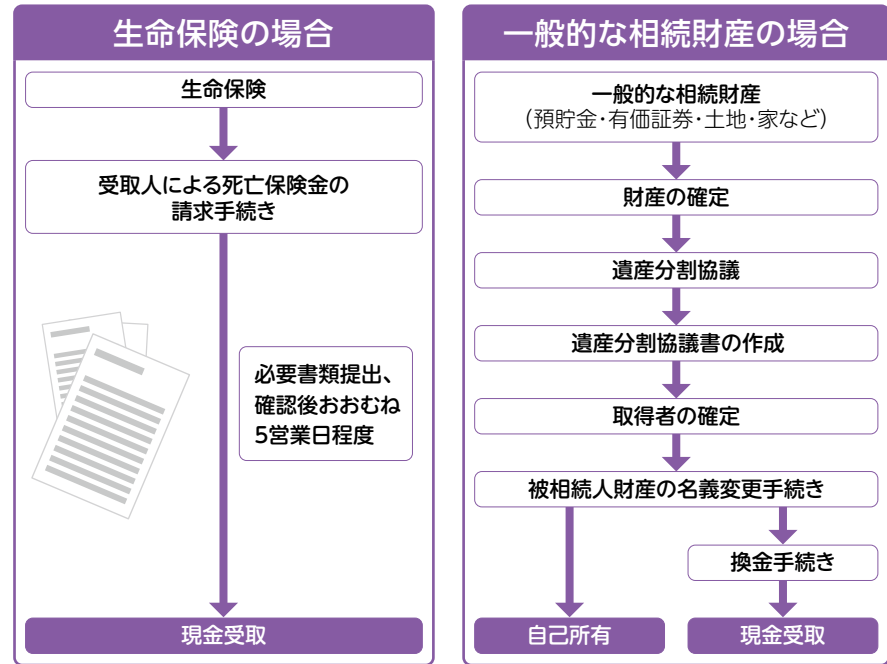 生命保険の場合
生命保険
受取人による死亡保険金の
請求手続き
必要書類提出、
確認後おおむね
5営業日程度
現金受取
一般的な相続財産の場合
一般的な相続財産
（預貯金・有価証券・土地・家など）
財産の確定
遺産分割協議
遺産分割協議書の作成
取得者の確定
被相続人財産の名義変更手続き
換金手続き
自己所有
現金受取